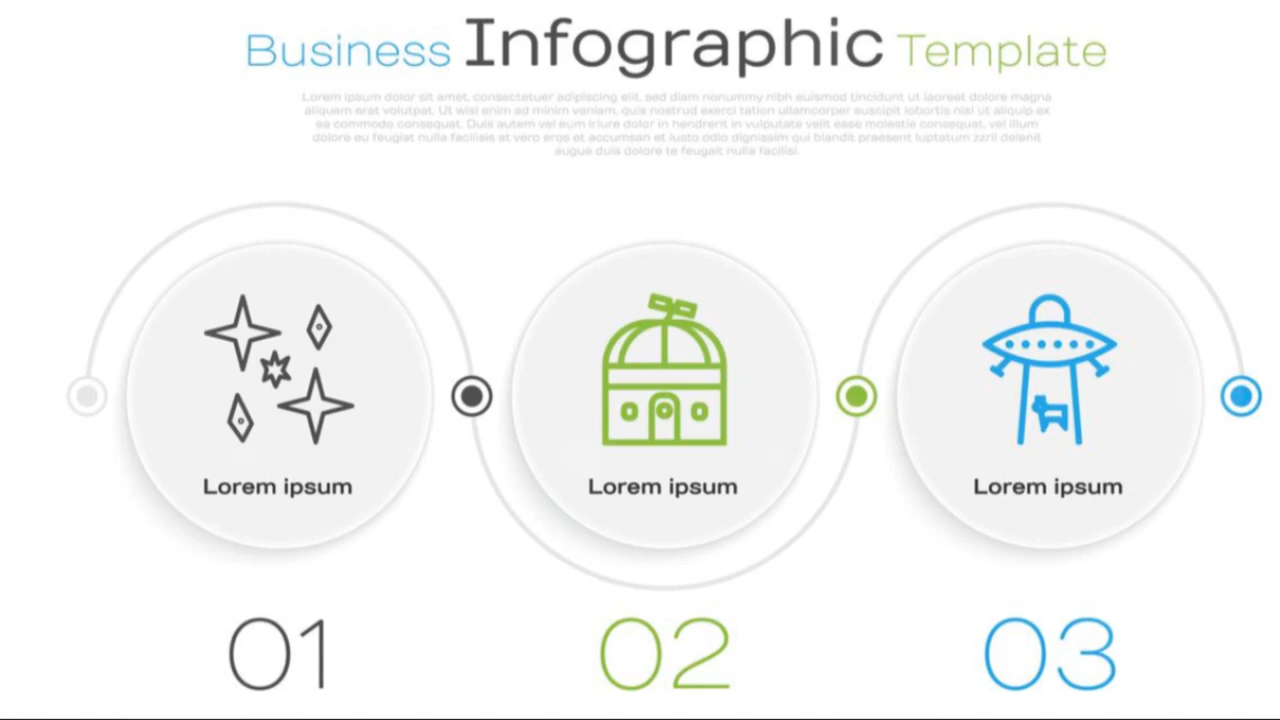 Business Infographic Template
Lorem ipsum dolor sit amet, consectetuer adipiscing elit, sed diam nonummy nibh euismod tincidunt ut laoreet dolore magna
aliquam erat volutpat. Ut wisi enim ad minim veniam, quis nostrud exerci tation ullamcorper suscipit lobortis nisl ut aliquip ex
ea commodo consequat. Duis autem vel eum iriure dolor in hendrerit in vulputate velit esse molestie consequat, vel illum
dolore eu feugiat nulla facilisis at vero eros et accumsan et iusto odio dignissim qui blandit praesent luptatum zzril delenit
augue duis dolore te feugait nulla facilisi.
Lorem ipsum
Lorem ipsum
Lorem ipsum
01
02
03